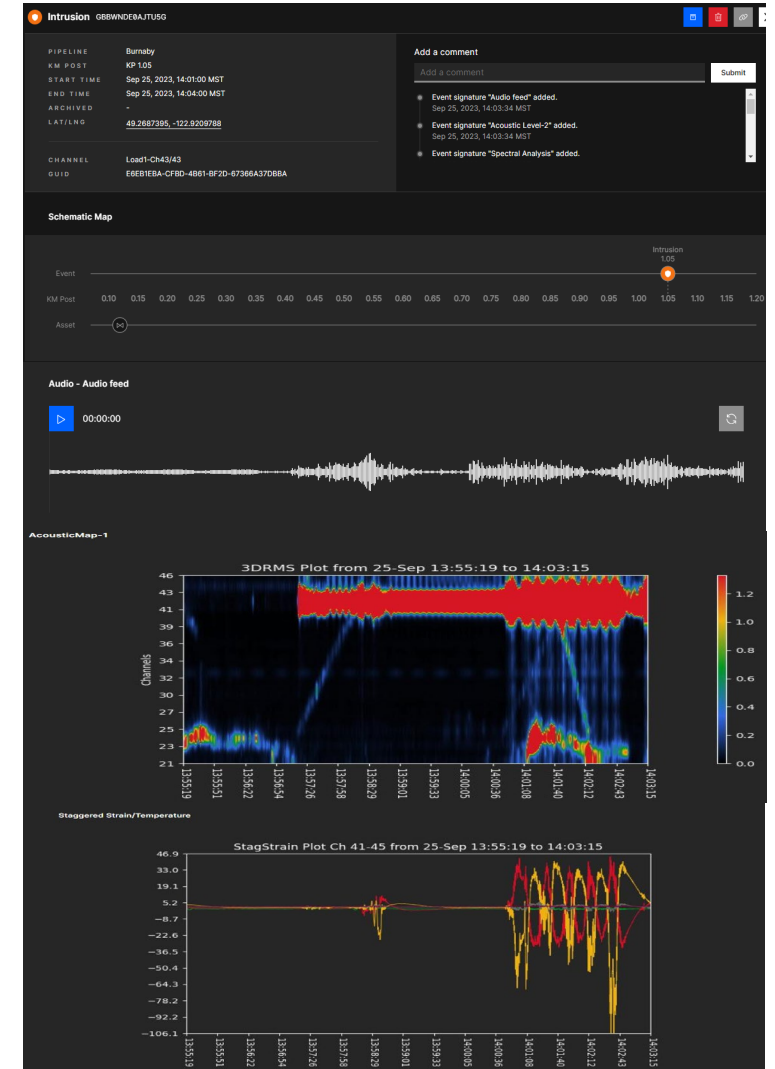 Intrusion GBBWNDE0AJTU5G
PIPELINE Burnaby
KM POST KP 1.05
START TIME Sep 25, 2023, 14:01:00 MST
END TIME Sep 25, 2023, 14:04:00 MST
ARCHIVED -
LAT/LNG 49.2687395, -122.9209788
CHANNEL Load1-Ch43/43
GUID E6EB1EBA-CFBD-4B61-BF2D-67366A37DBBA
Add a comment
Add a comment
Submit
Event signature "Audio feed" added.
Sep 25, 2023, 14:03:34 MST
Event signature "Acoustic Level-2" added.
Sep 25, 2023, 14:03:34 MST
Event signature "Spectral Analysis" added.
Schematic Map
Intrusion
1.05
Event
KM Post 0.10 0.15 0.20 0.25 0.30 0.35 0.40 0.45 0.50 0.55 0.60 0.65 0.70 0.75 0.80 0.85 0.90 0.95 1.00 1.05 1.10 1.15 1.20
Asset
Audio - Audio feed
00:00:00
AcousticMap-1
3DRMS Plot from 25-Sep 13:55:19 to 14:03:15
Channels
46
43
41
39
36
34
32
30
27
25
23
21
13:55:19 13:55:51 13:56:22 13:56:54 13:57:26 13:57:58 13:58:29 13:59:01 13:59:33 14:00:05 14:00:36 14:01:08 14:01:40 14:02:12 14:02:43 14:03:15
1.2
1.0
0.8
0.6
0.4
0.2
0.0
Staggered Strain/Temperature
StagStrain Plot Ch 41-45 from 25-Sep 13:55:19 to 14:03:15
46.9
33.0
19.1
5.2
−8.7
−22.6
−36.5
−50.4
−64.3
−78.2
−92.2
−106.1
13:55:19 13:55:51 13:56:22 13:56:54 13:57:26 13:57:58 13:58:29 13:59:01 13:59:33 14:00:05 14:00:36 14:01:08 14:01:40 14:02:12 14:02:43 14:03:15